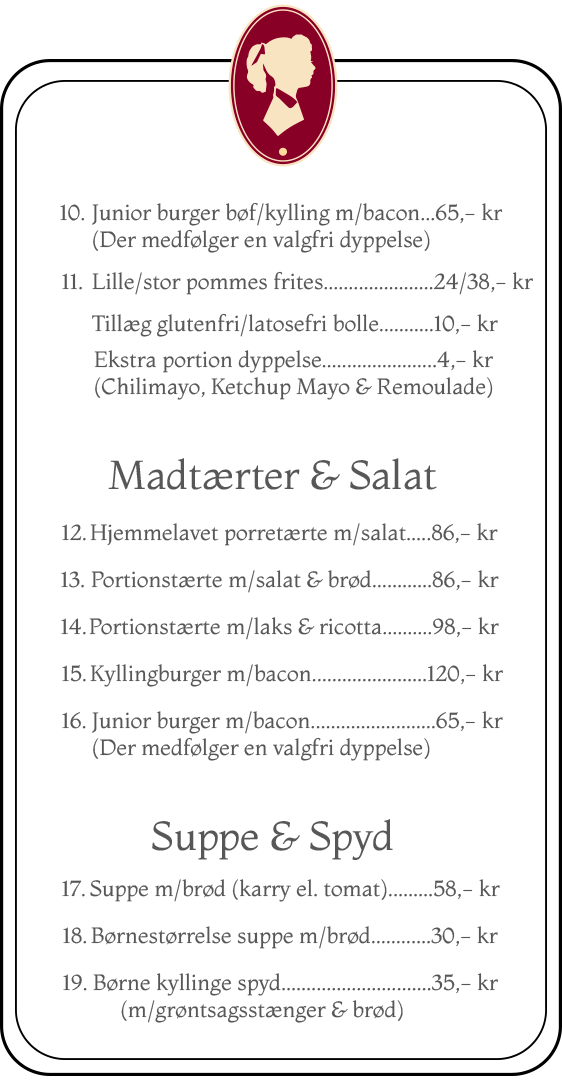 10. Junior burger bøf/kylling m/bacon...65,- kr
(Der medfølger en valgfri dyppelse)
11. Lille/stor pommes frites......................24/38,- kr
Tillæg glutenfri/latosefri bolle...........10,- kr
Ekstra portion dyppelse.......................4,- kr
(Chilimayo, Ketchup Mayo & Remoulade)
Madtærter & Salat
12. Hjemmelavet porretærte m/salat.....86,- kr
13. Portionstærte m/salat & brød............86,- kr
14. Portionstærte m/laks & ricotta..........98,- kr
15. Kyllingburger m/bacon.......................120,- kr
16. Junior burger m/bacon.........................65,- kr
(Der medfølger en valgfri dyppelse)
Suppe & Spyd
17. Suppe m/brød (karry el. tomat).........58,- kr
18. Børnestørrelse suppe m/brød............30,- kr
19. Børne kyllinge spyd..............................35,- kr
(m/grøntsagsstænger & brød)